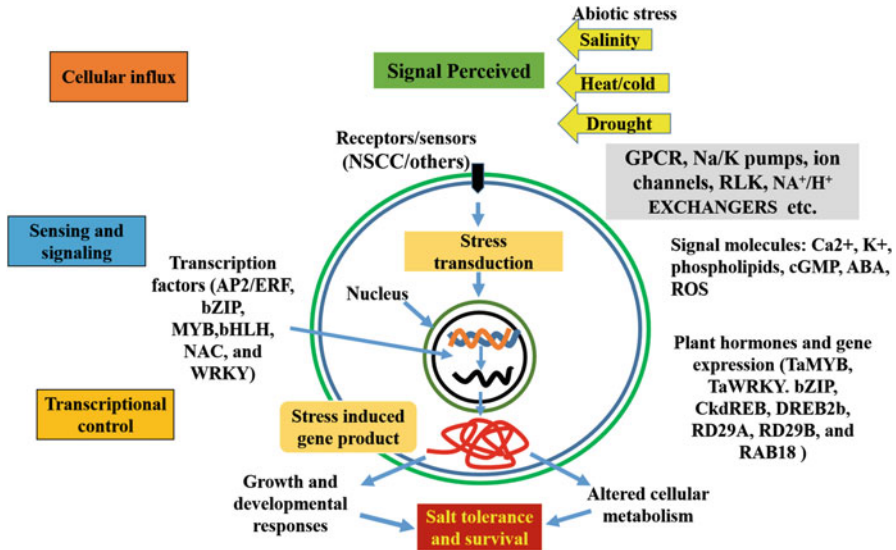 Abiotic stress
Salinity
Cellular influx
Signal Perceived
Heat/cold
Drought
Receptors/sensors
(NSCC/others)
GPCR, Na/K pumps, ion
channels, RLK, NA⁺/H⁺
EXCHANGERS etc.
Sensing and
signaling
Stress
transduction
Signal molecules: Ca2+, K+,
phospholipids, cGMP, ABA,
ROS
Transcription
factors (AP2/ERF,
bZIP,
MYB,bHLH,
NAC, and
WRKY)
Nucleus
Plant hormones and gene
expression (TaMYB,
TaWRKY. bZIP,
CkdREB, DREB2b,
RD29A, RD29B, and
RAB18 )
Transcriptional
control
Stress induced
gene product
Growth and
developmental
responses
Altered cellular
metabolism
Salt tolerance
and survival